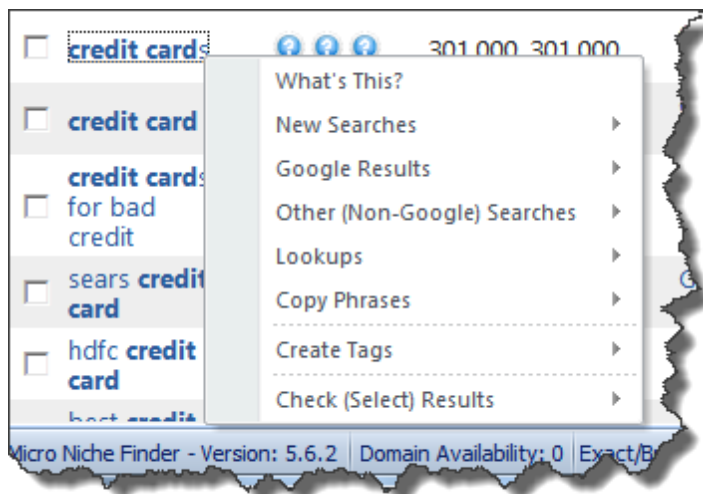 credit cards
301,000 301,000
What's This?
credit card
New Searches
Google Results
credit cards
for bad
credit
Other (Non-Google) Searches
Lookups
sears credit
card
Copy Phrases
hdfc credit
card
Create Tags
Check (Select) Results
best credit
Micro Niche Finder - Version: 5.6.2
Domain Availability: 0